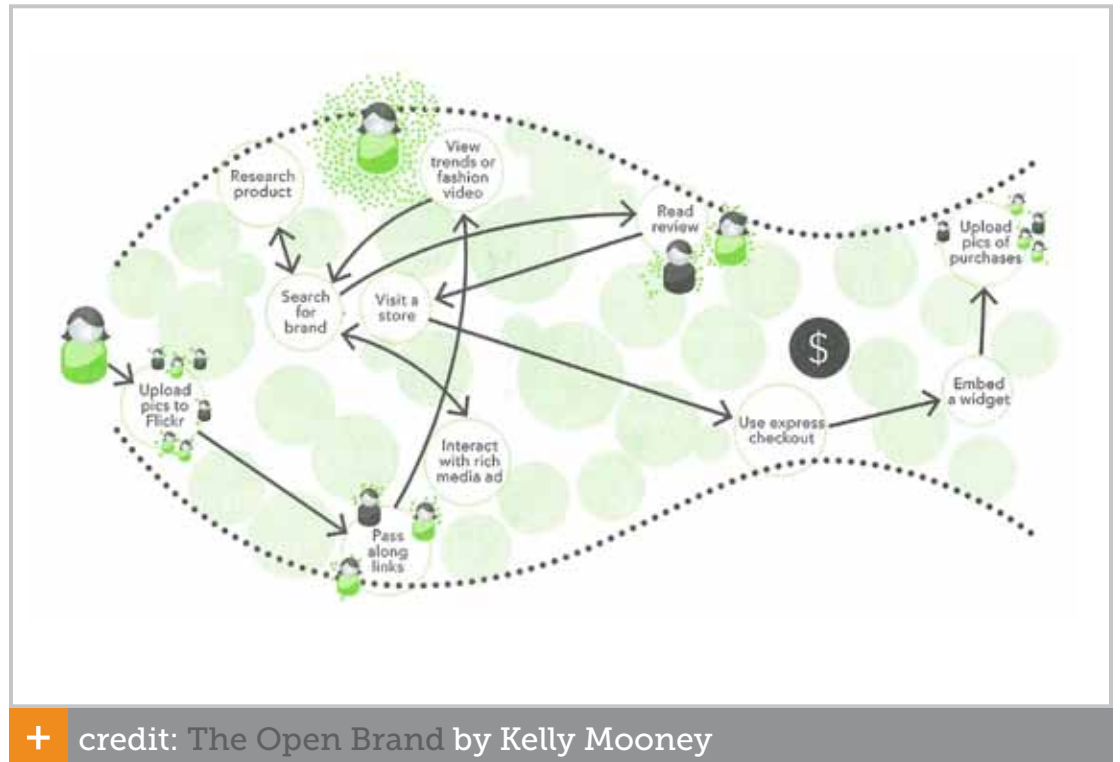 View
trends or
fashion
video
Research
product
Read
review
Upload
pics of
purchases
Search
for
brand
Visit a
store
$
Upload
pics to
Flickr
Embed
a widget
Use express
checkout
Interact
with rich
media ad
Pass
along
links
+ credit: The Open Brand by Kelly Mooney